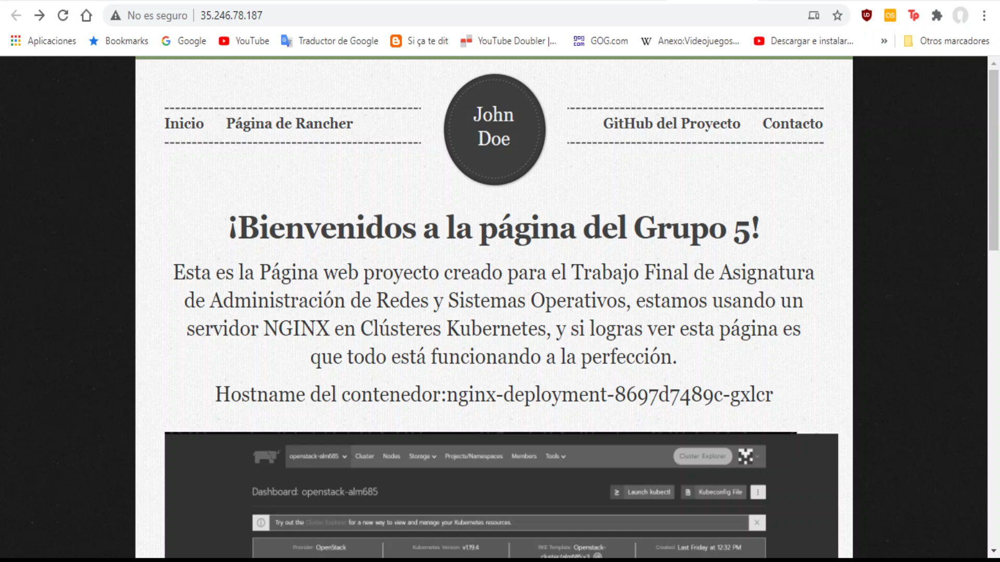 No es seguro
35.246.78.187
Aplicaciones
Bookmarks
Google
YouTube
Traductor de Google
Si ça te dit
YouTube Doubler |...
GOG.com
Anexo:Videojuegos...
Descargar e instalar...
»
Otros marcadores
Inicio
Página de Rancher
John
Doe
GitHub del Proyecto
Contacto
¡Bienvenidos a la página del Grupo 5!
Esta es la Página web proyecto creado para el Trabajo Final de Asignatura
de Administración de Redes y Sistemas Operativos, estamos usando un
servidor NGINX en Clústeres Kubernetes, y si logras ver esta página es
que todo está funcionando a la perfección.
Hostname del contenedor:nginx-deployment-8697d7489c-gxlcr
openstack-alm685
Cluster
Nodes
Storage
Projects/Namespaces
Members
Tools
Cluster Explorer
Dashboard: openstack-alm685
Launch kubectl
Kubeconfig File
Try out the Cluster Explorer for a new way to view and manage your Kubernetes resources.
Provider: OpenStack
Kubernetes Version: v1.19.4
RKE Template: Openstack-
cluster/alm685:v3
Created: Last Friday at 12:32 PM